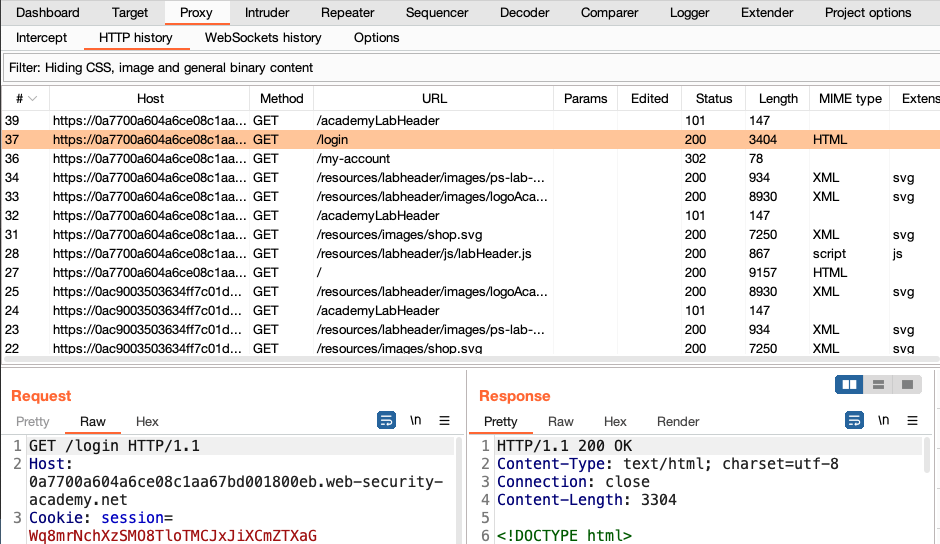 Dashboard Target Proxy Intruder Repeater Sequencer Decoder Comparer Logger Extender Project options
Intercept HTTP history WebSockets history Options
Filter: Hiding CSS, image and general binary content
# Host Method URL Params Edited Status Length MIME type Extens
39 https://0a7700a604a6ce08c1aa... GET /academyLabHeader 101 147
37 https://0a7700a604a6ce08c1aa... GET /login 200 3404 HTML
36 https://0a7700a604a6ce08c1aa... GET /my-account 302 78
34 https://0a7700a604a6ce08c1aa... GET /resources/labheader/images/ps-lab-... 200 934 XML svg
33 https://0a7700a604a6ce08c1aa... GET /resources/labheader/images/logoAca... 200 8930 XML svg
32 https://0a7700a604a6ce08c1aa... GET /academyLabHeader 101 147
31 https://0a7700a604a6ce08c1aa... GET /resources/images/shop.svg 200 7250 XML svg
28 https://0a7700a604a6ce08c1aa... GET /resources/labheader/js/labHeader.js 200 867 script js
27 https://0a7700a604a6ce08c1aa... GET / 200 9157 HTML
25 https://0ac9003503634ff7c01d... GET /resources/labheader/images/logoAca... 200 8930 XML svg
24 https://0ac9003503634ff7c01d... GET /academyLabHeader 101 147
23 https://0ac9003503634ff7c01d... GET /resources/labheader/images/ps-lab-... 200 934 XML svg
22 https://0ac9003503634ff7c01d... GET /resources/images/shop.svg 200 7250 XML svg
Request
Pretty Raw Hex \n
1 GET /login HTTP/1.1
2 Host:
0a7700a604a6ce08c1aa67bd001800eb.web-security-
academy.net
3 Cookie: session=
Wq8mrNchXzSMO8TloTMCJxJiXCmZTXaG
Response
Pretty Raw Hex Render \n
1 HTTP/1.1 200 OK
2 Content-Type: text/html; charset=utf-8
3 Connection: close
4 Content-Length: 3304
5
6 <!DOCTYPE html>